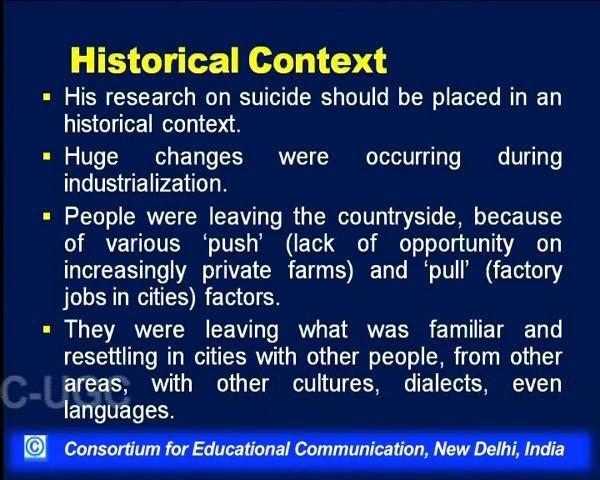 Historical Context
▪ His research on suicide should be placed in an
historical context.
▪ Huge changes were occurring during
industrialization.
▪ People were leaving the countryside, because
of various ‘push’ (lack of opportunity on
increasingly private farms) and ‘pull’ (factory
jobs in cities) factors.
▪ They were leaving what was familiar and
resettling in cities with other people, from other
areas, with other cultures, dialects, even
languages.
C-UGC
© Consortium for Educational Communication, New Delhi, India